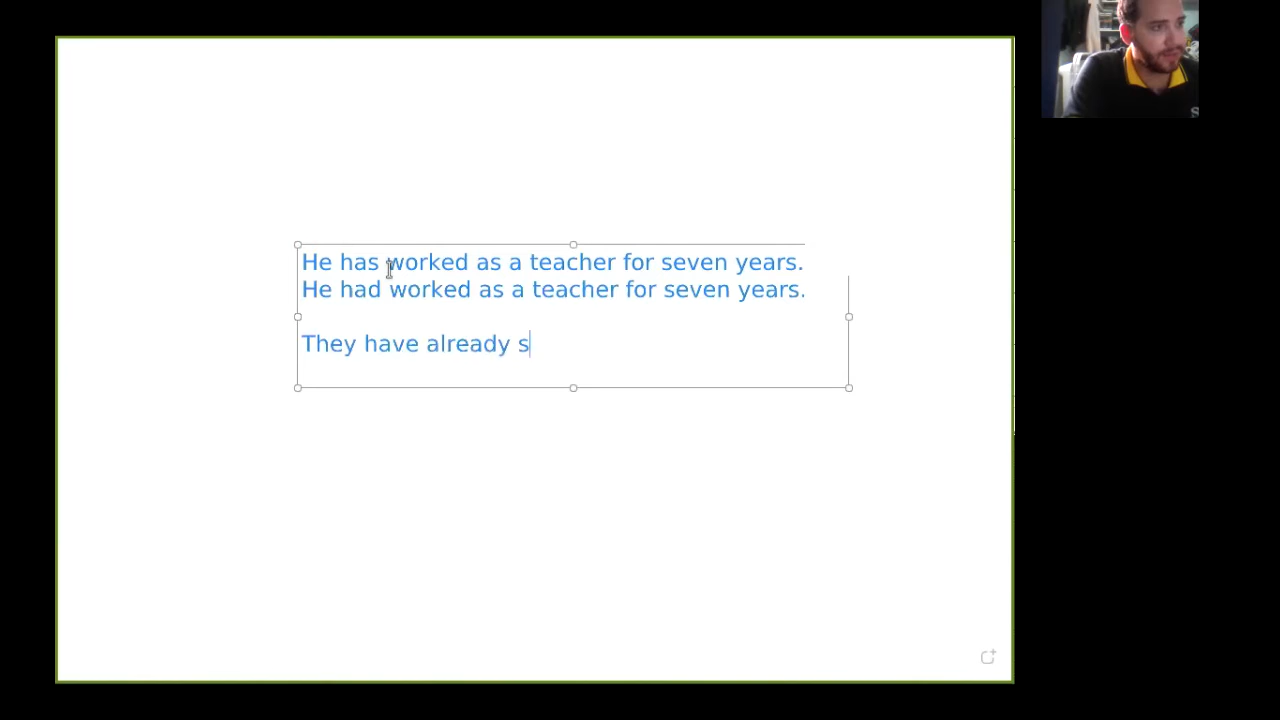 He has worked as a teacher for seven years.
He had worked as a teacher for seven years.
They have already s